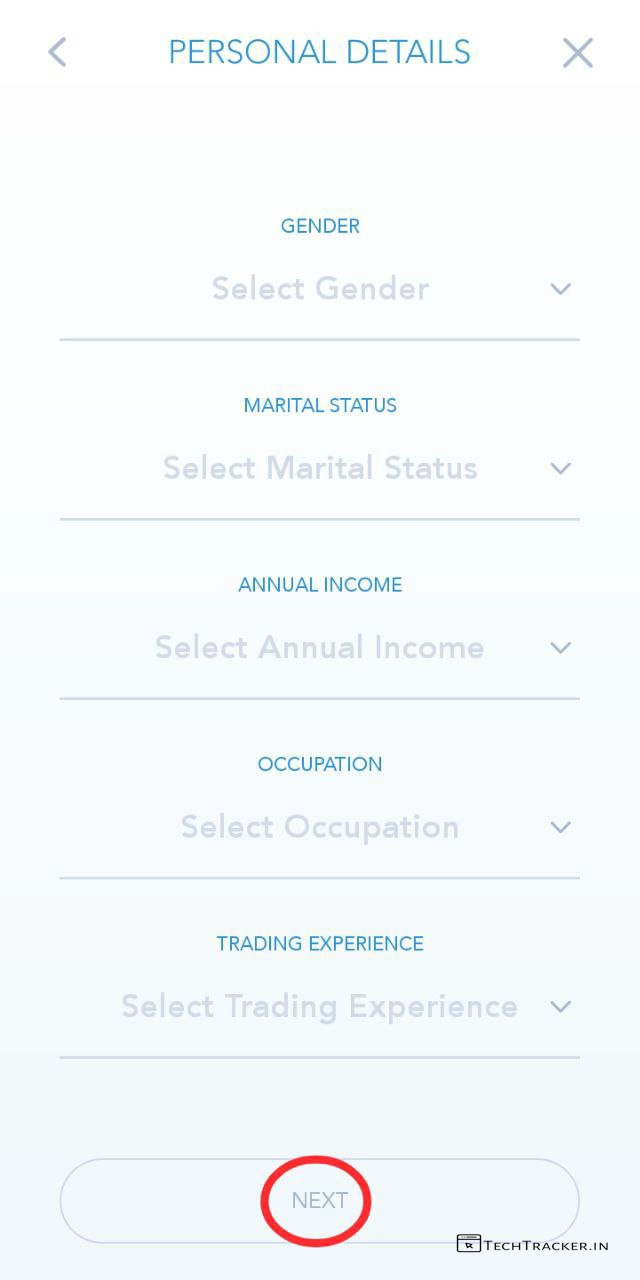 PERSONAL DETAILS
GENDER
Select Gender
MARITAL STATUS
Select Marital Status
ANNUAL INCOME
Select Annual Income
OCCUPATION
Select Occupation
TRADING EXPERIENCE
Select Trading Experience
NEXT
TECHTRACKER.IN